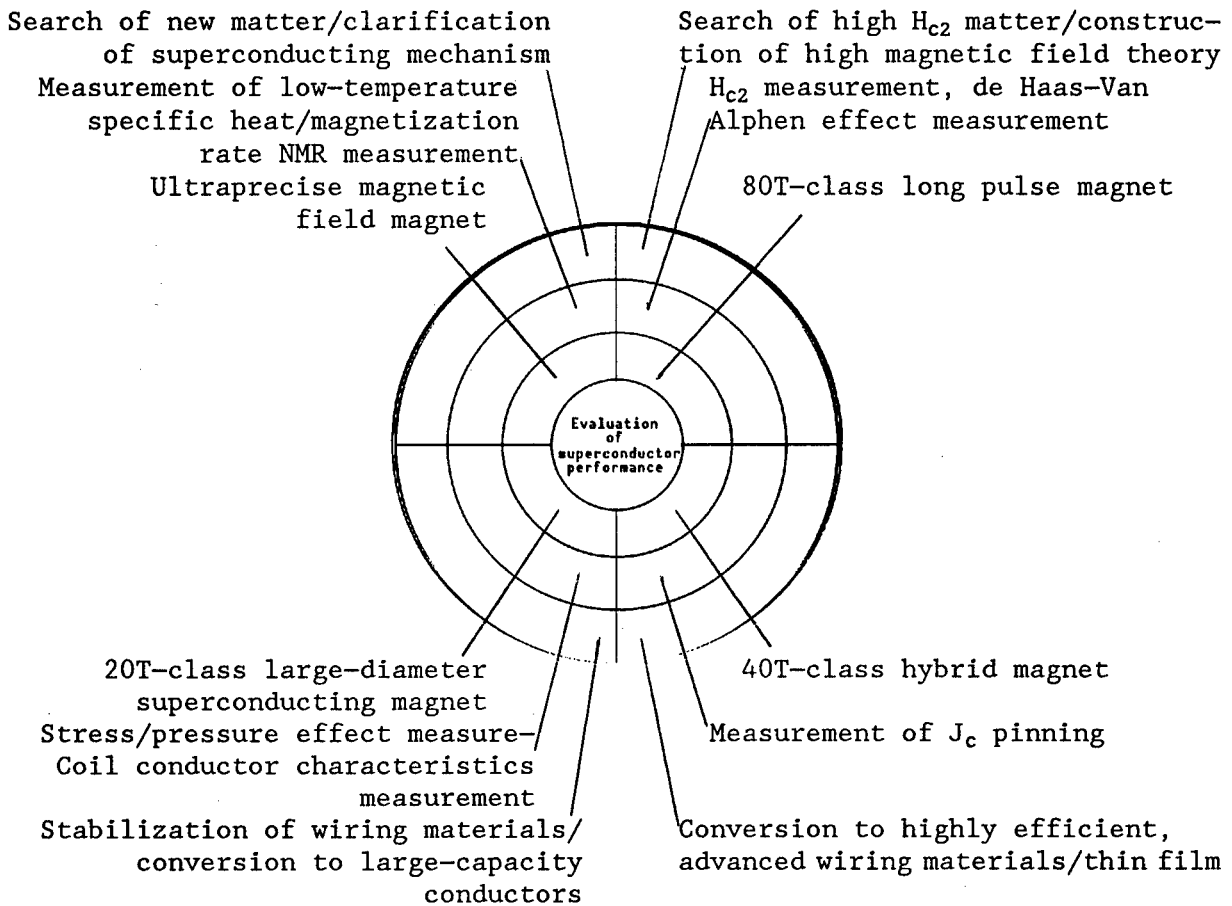 Search of new matter/clarification
of superconducting mechanism
Measurement of low-temperature
specific heat/magnetization
rate NMR measurement
Ultraprecise magnetic
field magnet
Search of high Hc2 matter/construc-
tion of high magnetic field theory
Hc2 measurement, de Haas-Van
Alphen effect measurement
80T-class long pulse magnet
Evaluation
of
superconductor
performance
20T-class large-diameter
superconducting magnet
Stress/pressure effect measure-
Coil conductor characteristics
measurement
Stabilization of wiring materials/
conversion to large-capacity
conductors
40T-class hybrid magnet
Measurement of Jc pinning
Conversion to highly efficient,
advanced wiring materials/thin film